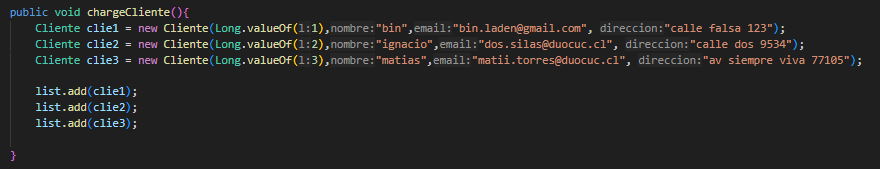 public void chargeCliente(){
Cliente clie1 = new Cliente(Long.valueOf(l:1),nombre:"bin",email:"bin.laden@gmail.com", direccion:"calle falsa 123");
Cliente clie2 = new Cliente(Long.valueOf(l:2),nombre:"ignacio",email:"dos.silas@duocuc.cl", direccion:"calle dos 9534");
Cliente clie3 = new Cliente(Long.valueOf(l:3),nombre:"matias",email:"matii.torres@duocuc.cl", direccion:"av siempre viva 77105");
list.add(clie1);
list.add(clie2);
list.add(clie3);
}